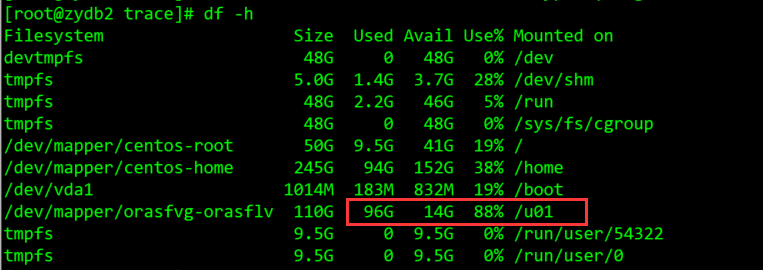 [root@zydb2 trace]# df -h
Filesystem Size Used Avail Use% Mounted on
devtmpfs 48G 0 48G 0% /dev
tmpfs 5.0G 1.4G 3.7G 28% /dev/shm
tmpfs 48G 2.2G 46G 5% /run
tmpfs 48G 0 48G 0% /sys/fs/cgroup
/dev/mapper/centos-root 50G 9.5G 41G 19% /
/dev/mapper/centos-home 245G 94G 152G 38% /home
/dev/vda1 1014M 183M 832M 19% /boot
/dev/mapper/orasfvg-orasflv 110G 96G 14G 88% /u01
tmpfs 9.5G 0 9.5G 0% /run/user/54322
tmpfs 9.5G 0 9.5G 0% /run/user/0